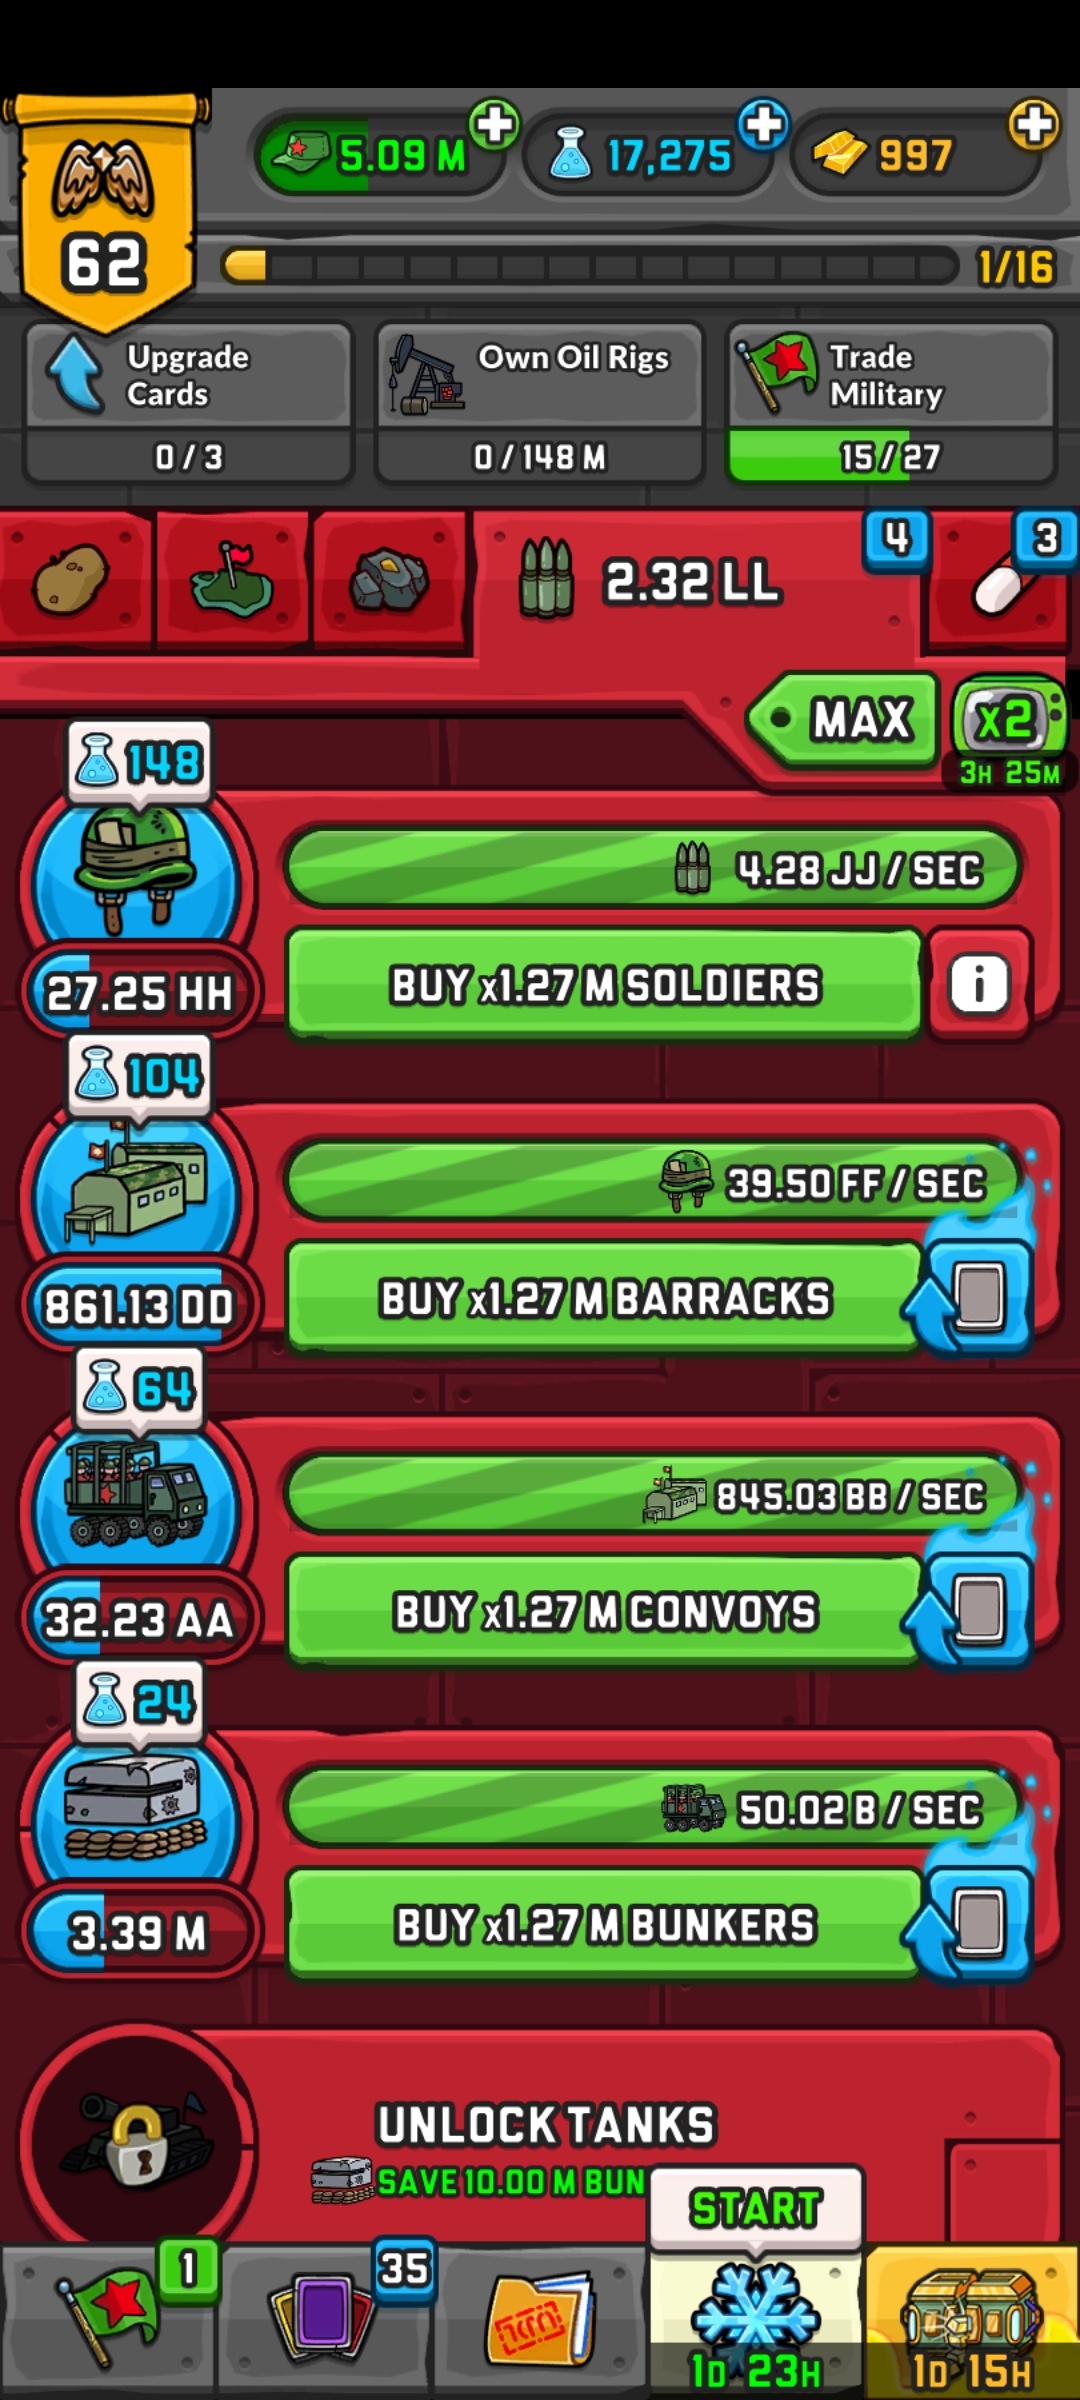 5.09 M
17,275
997
62
1/16
Upgrade
Cards
0 / 3
Own Oil Rigs
0 / 148 M
Trade
Military
15 / 27
2.32 LL
4
3
MAX
x2
3H 25M
148
4.28 JJ / SEC
27.25 HH
BUY x1.27 M SOLDIERS
i
104
39.50 FF / SEC
861.13 DD
BUY x1.27 M BARRACKS
64
845.03 BB / SEC
32.23 AA
BUY x1.27 M CONVOYS
24
50.02 B / SEC
3.39 M
BUY x1.27 M BUNKERS
UNLOCK TANKS
SAVE 10.00 M BUN
START
1
35
1D 23H
1D 15H